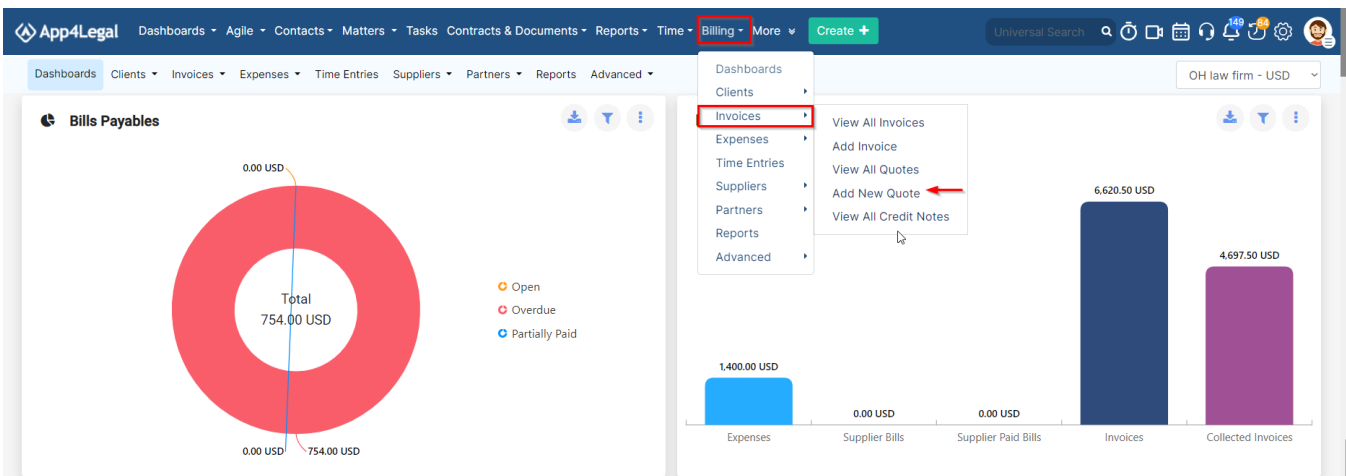 App4Legal Dashboards Agile Contacts Matters Tasks Contracts & Documents Reports Time Billing More Create + Universal Search 149 84
Dashboards Clients Invoices Expenses Time Entries Suppliers Partners Reports Advanced OH law firm - USD
Dashboards
Clients
Invoices
Expenses
Time Entries
Suppliers
Partners
Reports
Advanced
View All Invoices
Add Invoice
View All Quotes
Add New Quote
View All Credit Notes
Bills Payables
0.00 USD
Total
754.00 USD
0.00 USD
754.00 USD
Open
Overdue
Partially Paid
1,400.00 USD
0.00 USD
0.00 USD
6,620.50 USD
4,697.50 USD
Expenses Supplier Bills Supplier Paid Bills Invoices Collected Invoices